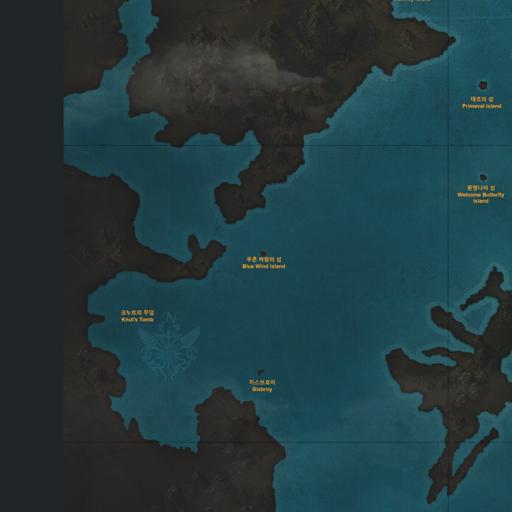 태초의 섬
Primeval Island
환영나비 섬
Welcome Butterfly
Island
푸른 바람의 섬
Blue Wind Island
크누트의 무덤
Knut's Tomb
N
지스브로이
Gisbroy